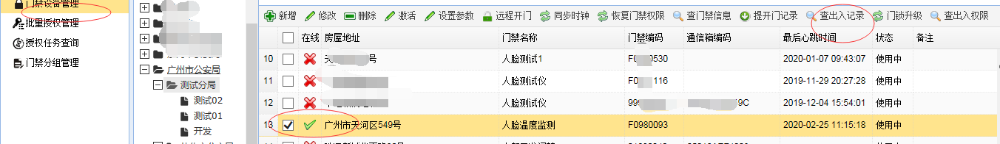 门禁设备管理
批量授权管理
授权任务查询
门禁分组管理
广州市公安局
测试分局
测试02
测试01
开发
新增 修改 删除 激活 设置参数 远程开门 同步时钟 恢复门禁权限 查门禁信息 提开门记录 查出入记录 门锁升级 查出入权限
在线 房屋地址 门禁名称 门禁编码 通信箱编码 最后心跳时间 状态 备注
10 号 人脸测试1 F0 0530 2020-01-07 09:43:07 使用中
11 人脸测试仪 F0 116 2019-11-29 20:27:28 使用中
12 人脸测试仪 999 59C 2019-12-04 15:54:01 使用中
13 广州市天河区549号 人脸温度监测 F0980093 2020-02-25 11:15:18 使用中